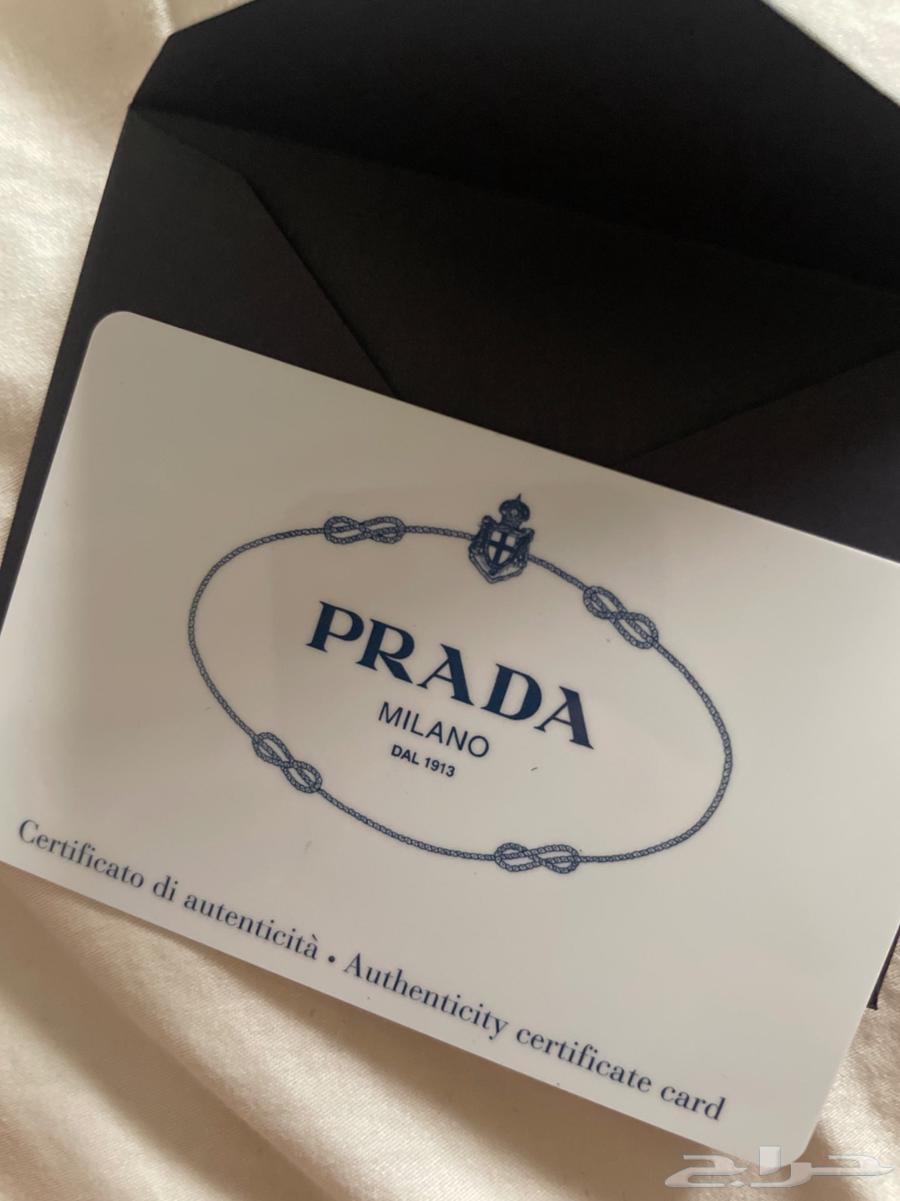 PRADA
MILANO
DAL 1913
Certificato di autenticità • Authenticity certificate card
حراج